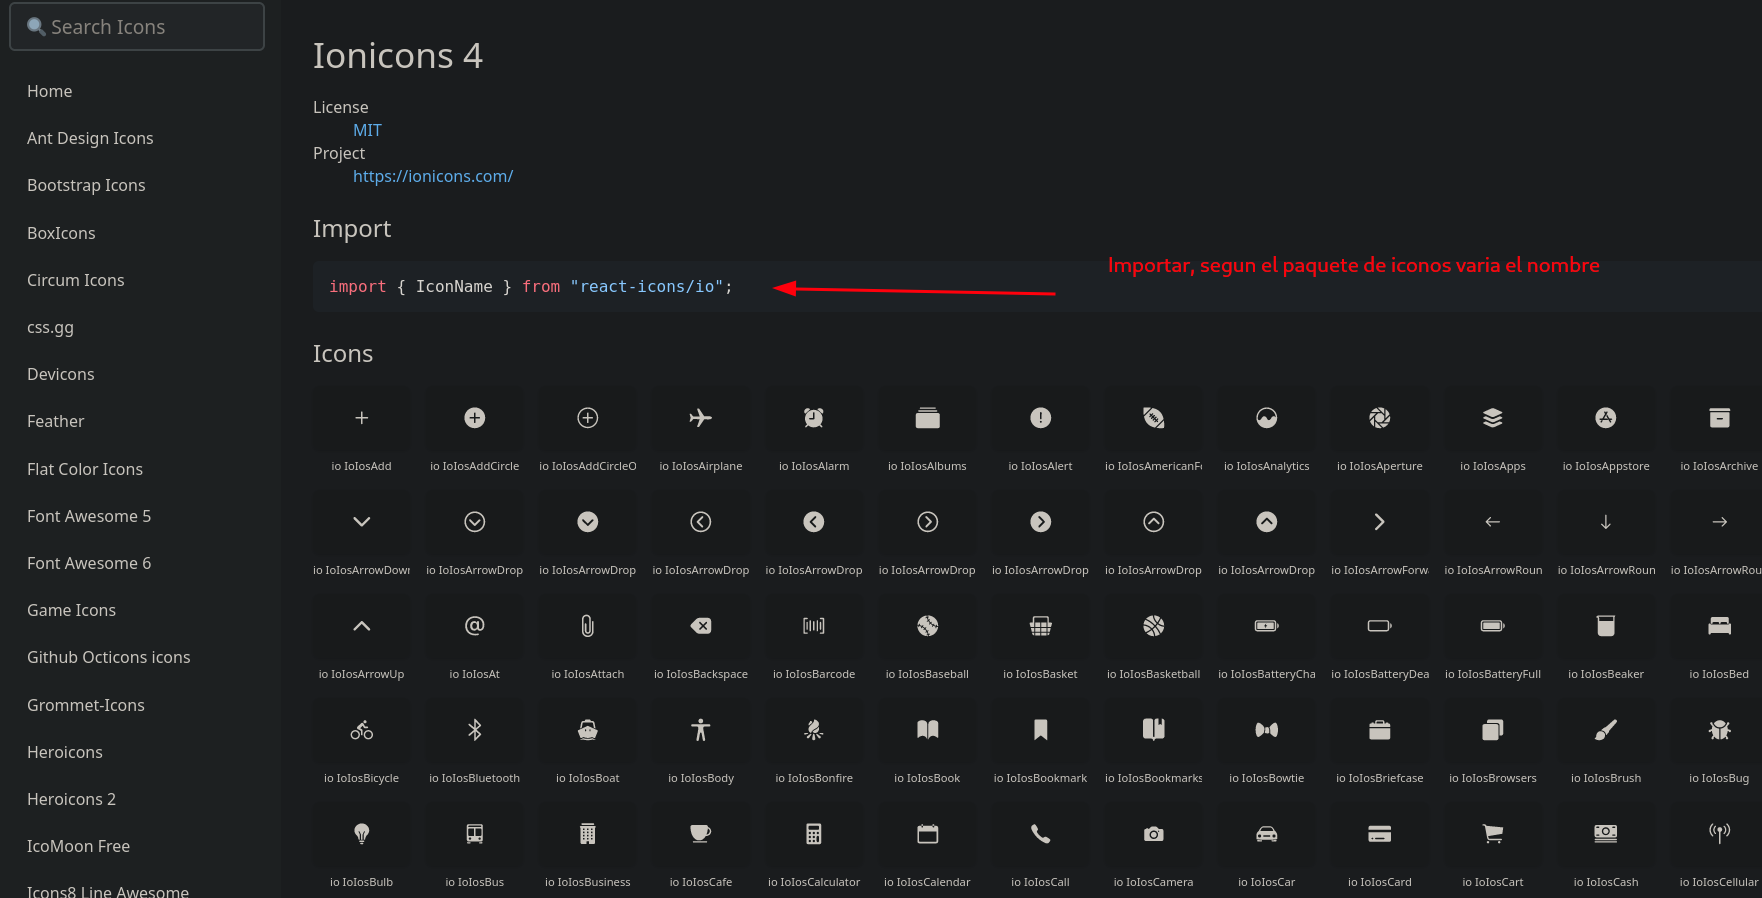 Search Icons
Home
Ant Design Icons
Bootstrap Icons
BoxIcons
Circum Icons
css.gg
Devicons
Feather
Flat Color Icons
Font Awesome 5
Font Awesome 6
Game Icons
Github Octicons icons
Grommet-Icons
Heroicons
Heroicons 2
IcoMoon Free
Icons8 Line Awesome
Ionicons 4
License
MIT
Project
https://ionicons.com/
Import
Importar, segun el paquete de iconos varia el nombre
import { IconName } from "react-icons/io";
Icons
io IoIosAdd io IoIosAddCircle io IoIosAddCircleO io IoIosAirplane io IoIosAlarm io IoIosAlbums io IoIosAlert io IoIosAmericanFo io IoIosAnalytics io IoIosAperture io IoIosApps io IoIosAppstore io IoIosArchive
io IoIosArrowDown io IoIosArrowDrop io IoIosArrowDrop io IoIosArrowDrop io IoIosArrowDrop io IoIosArrowDrop io IoIosArrowDrop io IoIosArrowDrop io IoIosArrowDrop io IoIosArrowForwa io IoIosArrowRoun io IoIosArrowRoun io IoIosArrowRou
io IoIosArrowUp io IoIosAt io IoIosAttach io IoIosBackspace io IoIosBarcode io IoIosBaseball io IoIosBasket io IoIosBasketball io IoIosBatteryCha io IoIosBatteryDea io IoIosBatteryFull io IoIosBeaker io IoIosBed
io IoIosBicycle io IoIosBluetooth io IoIosBoat io IoIosBody io IoIosBonfire io IoIosBook io IoIosBookmark io IoIosBookmarks io IoIosBowtie io IoIosBriefcase io IoIosBrowsers io IoIosBrush io IoIosBug
io IoIosBulb io IoIosBus io IoIosBusiness io IoIosCafe io IoIosCalculator io IoIosCalendar io IoIosCall io IoIosCamera io IoIosCar io IoIosCard io IoIosCart io IoIosCash io IoIosCellular